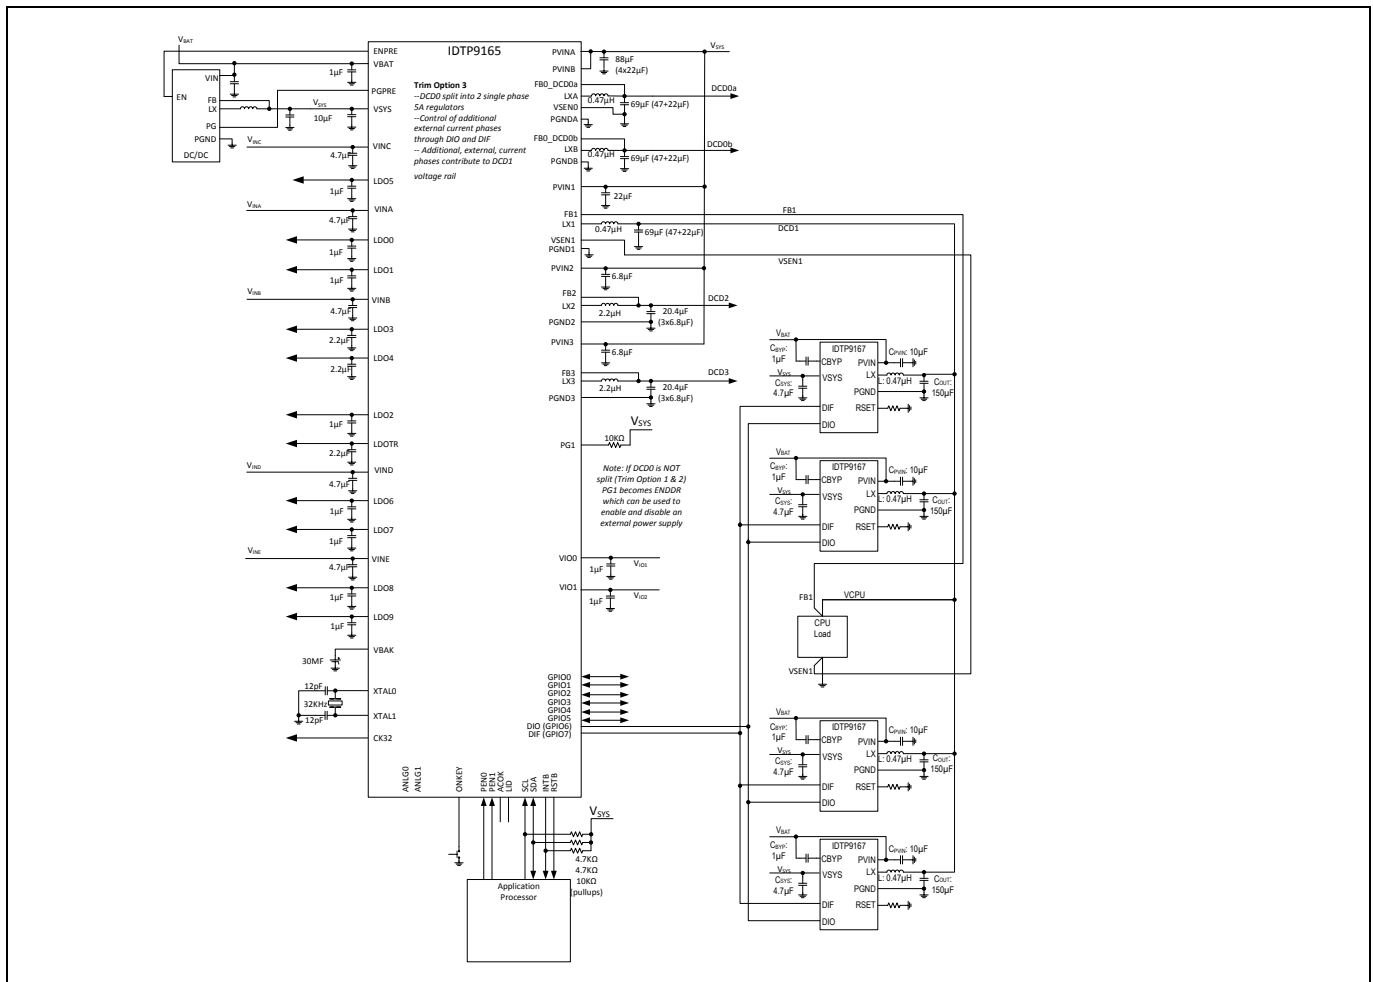 VBAT
ENPRE
IDTP9165
VBAT
1µF
VIN
EN
PGPRE
FB
LX
VSYS
10µF
VSYS
PG
PGND
DC/DC
VINC
VINC
4.7µF
LDO5
1µF
VINA
VINA
4.7µF
LDO0
1µF
LDO1
1µF
VINB
VINB
4.7µF
LDO3
2.2µF
LDO4
2.2µF
LDO2
1µF
LDOTR
2.2µF
VIND
VIND
4.7µF
LDO6
1µF
LDO7
1µF
VINE
VINE
4.7µF
LDO8
1µF
LDO9
1µF
VBAK
30MF
12pF
XTAL0
32KHz
XTAL1
12pF
CK32
Trim Option 3
--DCD0 split into 2 single phase
5A regulators
--Control of additional
external current phases
through DIO and DIF
-- Additional, external, current
phases contribute to DCD1
voltage rail
PVINA
VSYS
88µF
(4x22µF)
PVINB
FB0_DCD0a
DCD0a
LXA
0.47µH
69µF (47+22µF)
VSEN0
PGNDA
FB0_DCD0b
DCD0b
LXB
0.47µH
69µF (47+22µF)
PGNDB
PVIN1
22µF
FB1
FB1
LX1
DCD1
0.47µH
69µF (47+22µF)
VSEN1
PGND1
VSEN1
PVIN2
6.8µF
FB2
DCD2
LX2
2.2µH
20.4µF
(3x6.8µF)
PGND2
PVIN3
6.8µF
FB3
DCD3
LX3
2.2µH
20.4µF
(3x6.8µF)
PGND3
VSYS
10KΩ
PG1
Note: If DCD0 is NOT
split (Trim Option 1 & 2)
PG1 becomes ENDDR
which can be used to
enable and disable an
external power supply
VIO0
VIO1
1µF
VIO1
VIO2
1µF
GPIO0
GPIO1
GPIO2
GPIO3
GPIO4
GPIO5
DIO (GPIO6)
DIF (GPIO7)
ANLG0
ANLG1
ONKEY
PEN0
PEN1
ACOK
LID
SCL
SDA
INTB
RSTB
VSYS
4.7KΩ
4.7KΩ
10KΩ
(pullups)
Application
Processor
VBAT
CBYP:
1µF
IDTP9167
CBYP
PVIN
CPVIN: 10µF
VSYS
CSYS:
4.7µF
VSYS
LX
L: 0.47µH
COUT:
150µF
PGND
DIF
RSET
DIO
VBAT
CBYP:
1µF
IDTP9167
CBYP
PVIN
CPVIN: 10µF
VSYS
CSYS:
4.7µF
VSYS
LX
L: 0.47µH
COUT:
150µF
PGND
DIF
RSET
DIO
FB1
VCPU
CPU
Load
VSEN1
VBAT
CBYP:
1µF
IDTP9167
CBYP
PVIN
CPVIN: 10µF
VSYS
CSYS:
4.7µF
VSYS
LX
L: 0.47µH
COUT:
150µF
PGND
DIF
RSET
DIO
VBAT
CBYP:
1µF
IDTP9167
CBYP
PVIN
CPVIN: 10µF
VSYS
CSYS:
4.7µF
VSYS
LX
L: 0.47µH
COUT:
150µF
PGND
DIF
RSET
DIO